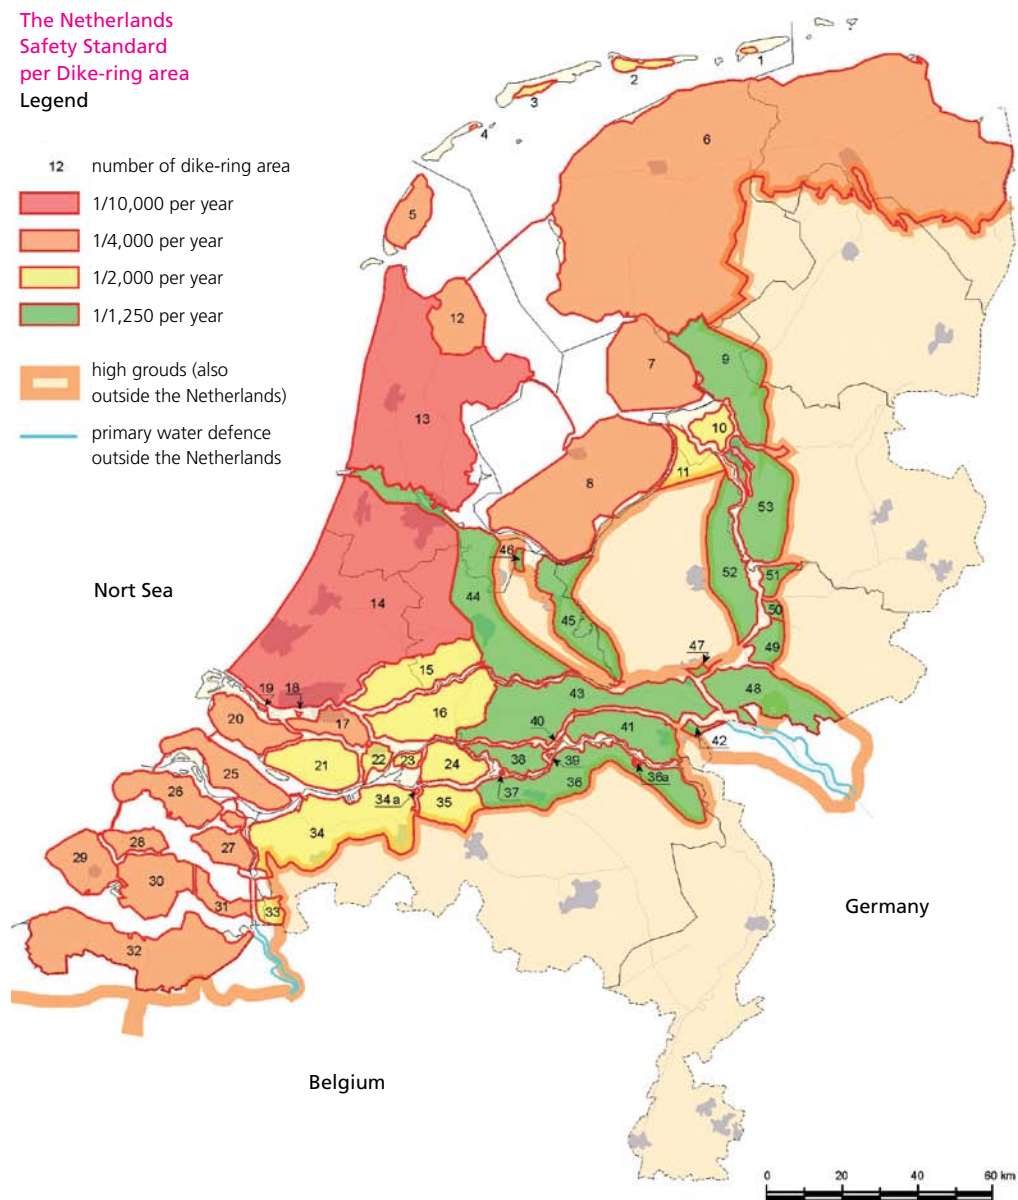 The Netherlands
Safety Standard
per Dike-ring area
Legend
12 number of dike-ring area
1/10,000 per year
1/4,000 per year
1/2,000 per year
1/1,250 per year
high grouds (also
outside the Netherlands)
primary water defence
outside the Netherlands
1
2
3
4
5
6
7
8
9
10
11
12
13
14
15
16
17
18
19
20
21
22
23
24
25
26
27
28
29
30
31
32
33
34
34a
35
36
36a
37
38
39
40
41
42
43
44
45
46
47
48
49
50
51
52
53
Nort Sea
Germany
Belgium
0 20 40 60 km